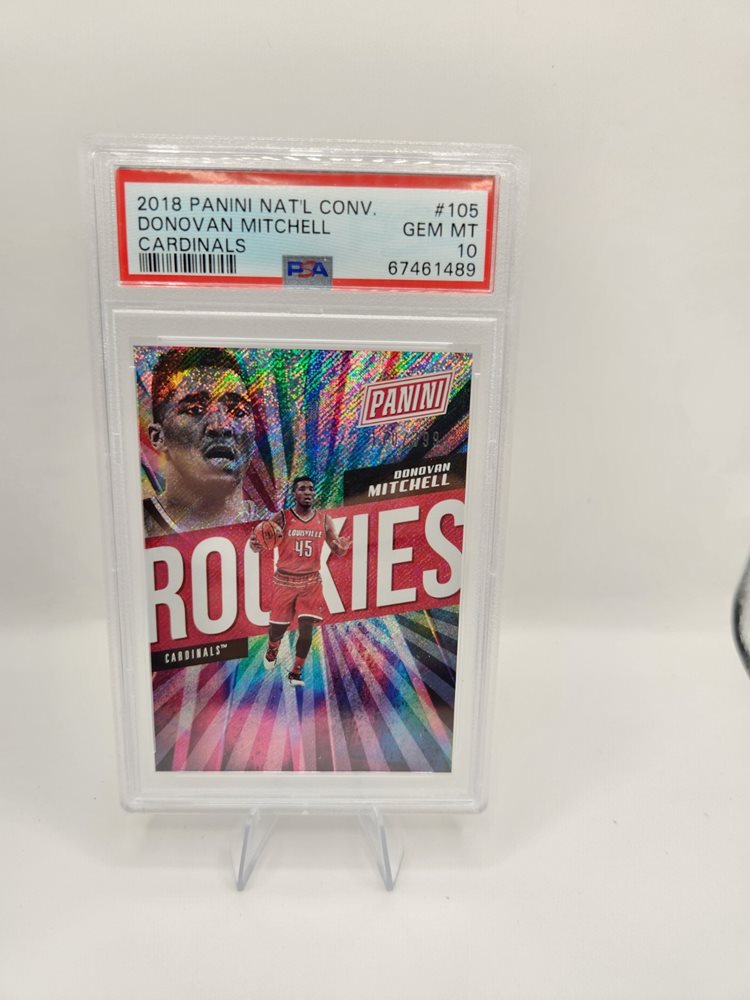 2018 PANINI NAT'L CONV. #105
DONOVAN MITCHELL GEM MT
CARDINALS 10
PSA 67461489
PANINI
DONOVAN
MITCHELL
LOUISVILLE
45
ROOKIES
CARDINALS™